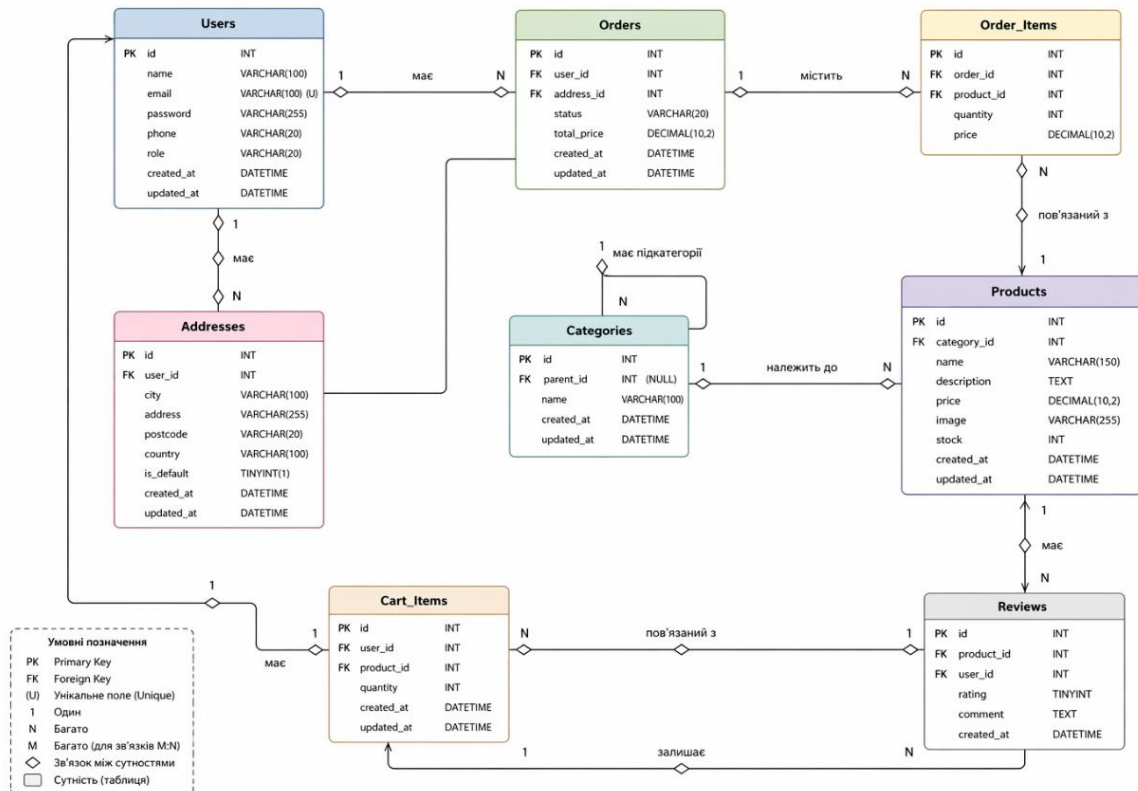 Users
PK id INT
name VARCHAR(100)
email VARCHAR(100) (U)
password VARCHAR(255)
phone VARCHAR(20)
role VARCHAR(20)
created_at DATETIME
updated_at DATETIME
1 має N
Orders
PK id INT
FK user_id INT
FK address_id INT
status VARCHAR(20)
total_price DECIMAL(10,2)
created_at DATETIME
updated_at DATETIME
1 містить N
Order_Items
PK id INT
FK order_id INT
FK product_id INT
quantity INT
price DECIMAL(10,2)
N
пов'язаний з
1
1
має
N
Addresses
PK id INT
FK user_id INT
city VARCHAR(100)
address VARCHAR(255)
postcode VARCHAR(20)
country VARCHAR(100)
is_default TINYINT(1)
created_at DATETIME
updated_at DATETIME
1 має підкатегорії
N
Categories
PK id INT
FK parent_id INT (NULL)
name VARCHAR(100)
created_at DATETIME
updated_at DATETIME
1 належить до N
Products
PK id INT
FK category_id INT
name VARCHAR(150)
description TEXT
price DECIMAL(10,2)
image VARCHAR(255)
stock INT
created_at DATETIME
updated_at DATETIME
1
має
N
1
має
1
Cart_Items
PK id INT
FK user_id INT
FK product_id INT
quantity INT
created_at DATETIME
updated_at DATETIME
N пов'язаний з 1
Reviews
PK id INT
FK product_id INT
FK user_id INT
rating TINYINT
comment TEXT
created_at DATETIME
1 залишає N
Умовні позначення
PK Primary Key
FK Foreign Key
(U) Унікальне поле (Unique)
1 Один
N Багато
M Багато (для зв'язків M:N)
Зв'язок між сутностями
Сутність (таблиця)